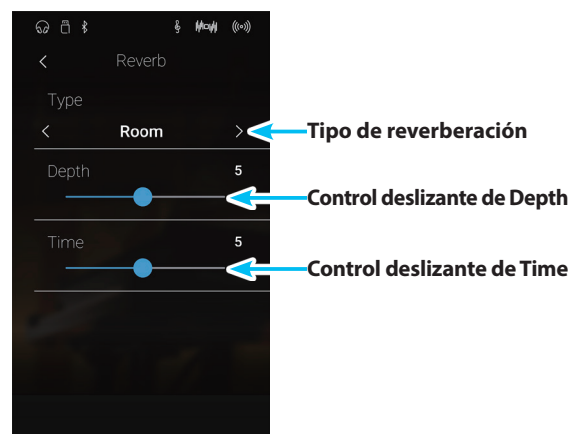 Reverb
Type
Room
Tipo de reverberación
Depth 5
Control deslizante de Depth
Time 5
Control deslizante de Time